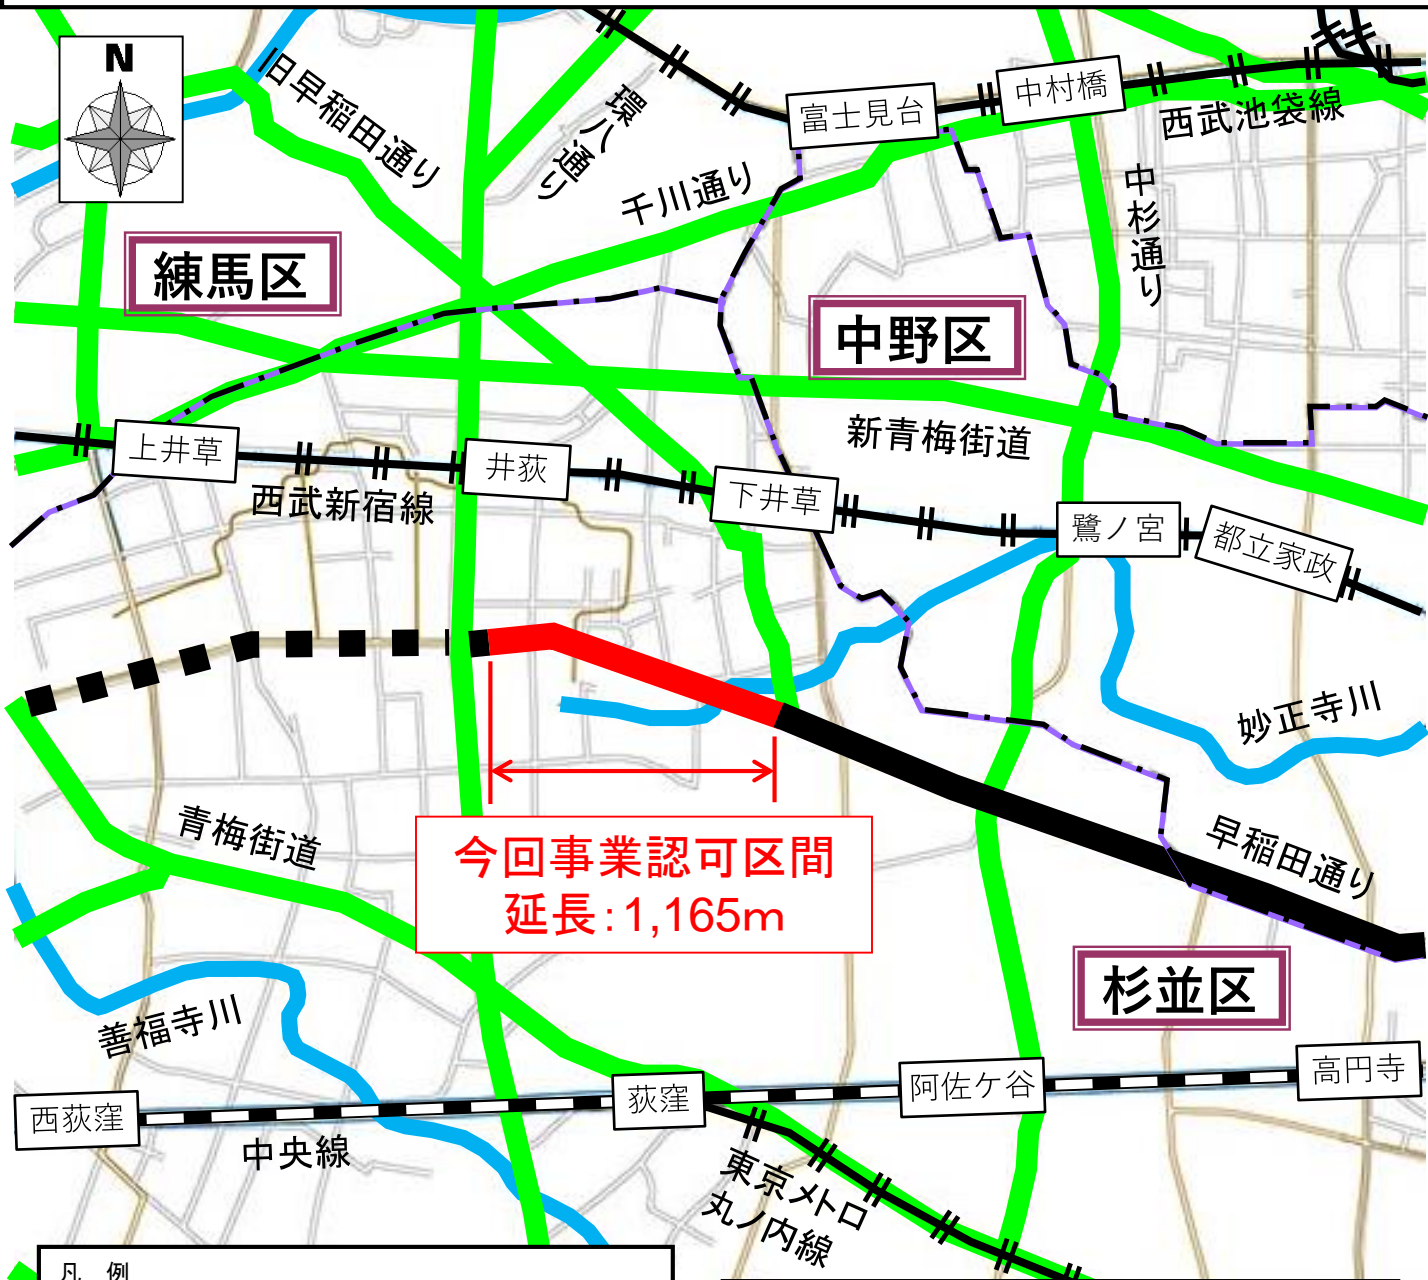 N
旧早稲田通り
環八通り
富士見台
中村橋
西武池袋線
千川通り
中杉通り
練馬区
中野区
新青梅街道
上井草
井荻
西武新宿線
下井草
鷺ノ宮
都立家政
妙正寺川
青梅街道
今回事業認可区間
延長:1,165m
早稲田通り
杉並区
善福寺川
西荻窪
荻窪
阿佐ケ谷
高円寺
中央線
東京メトロ
丸ノ内線
凡 例